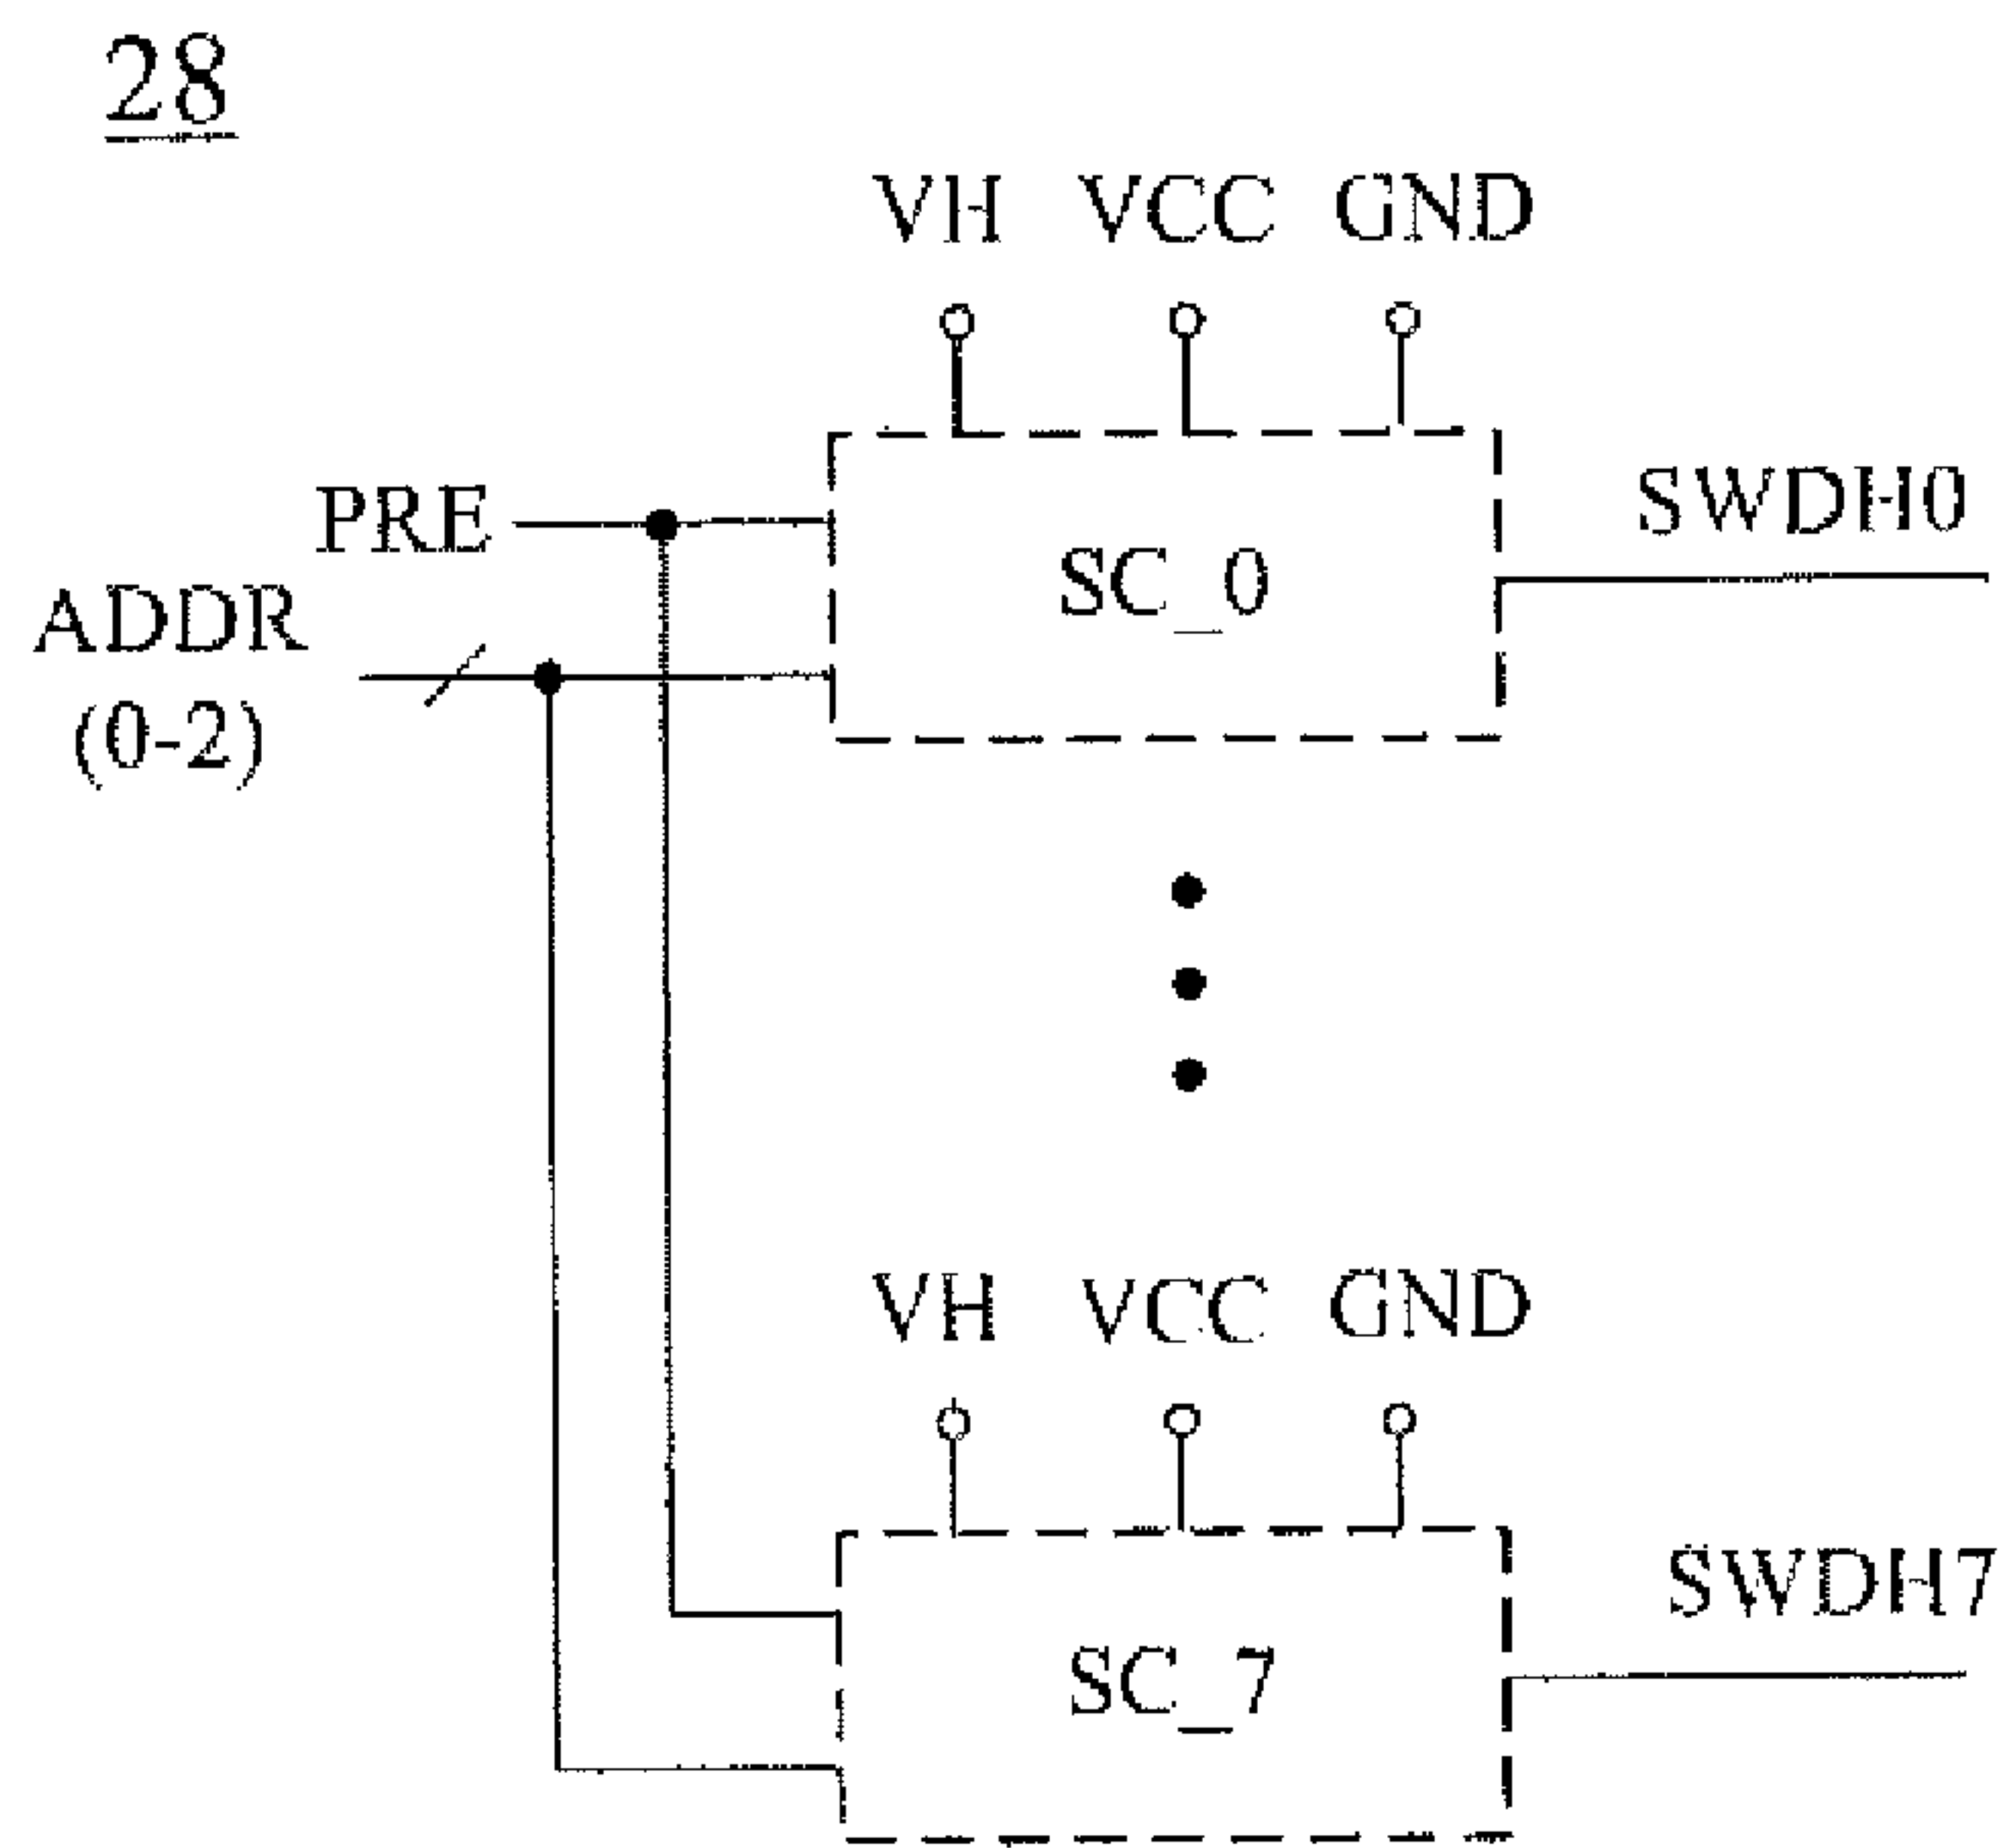 28
VH VCC GND
PRE
SWDH0
SC_0
ADDR
(0-2)
VH VCC GND
SWDH7
SC_7